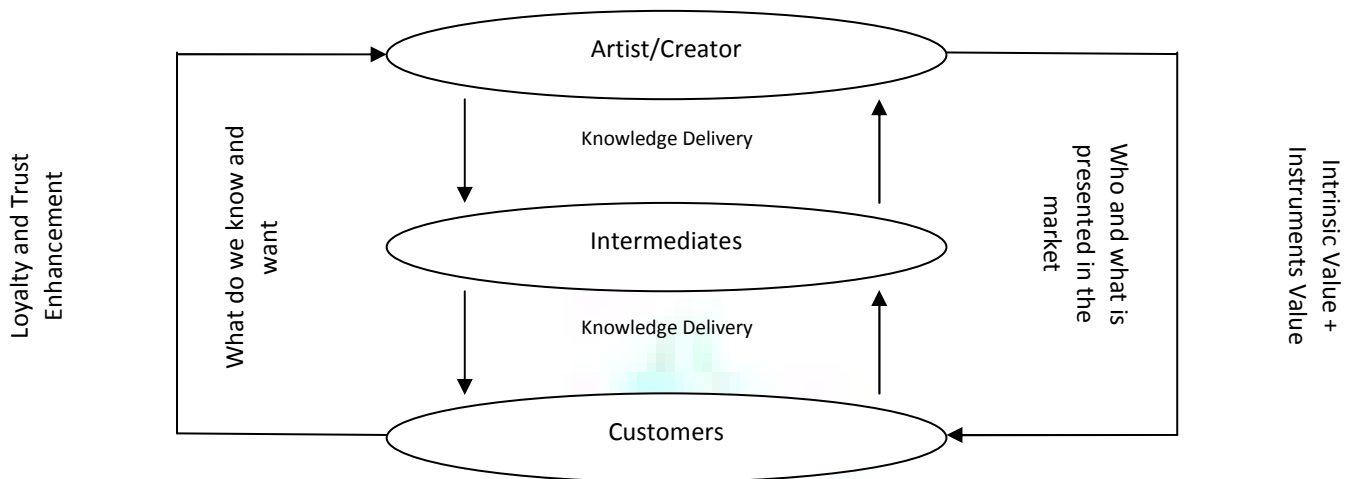 Artist/Creator
Knowledge Delivery
Intermediates
Knowledge Delivery
Customers
Loyalty and Trust
Enhancement
What do we know and
want
Who and what is
presented in the
market
Intrinsic Value +
Instruments Value